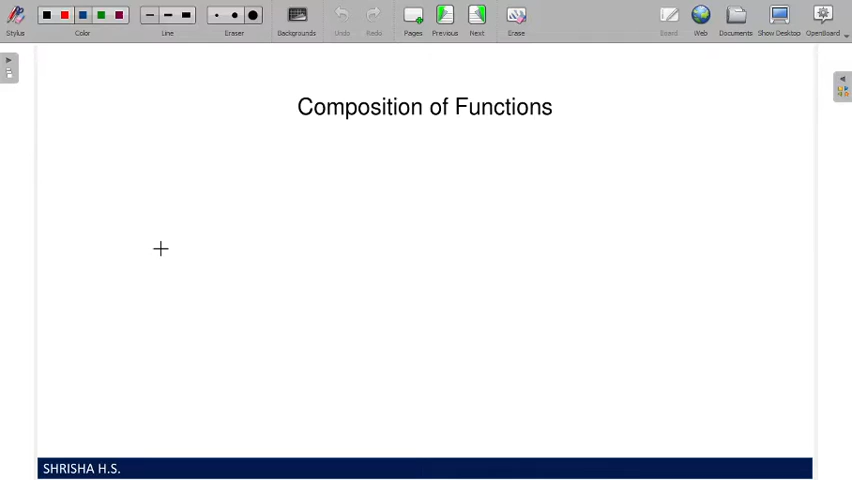 Stylus Color Line Eraser Backgrounds Undo Redo Pages Previous Next Erase Board Web Documents Show Desktop OpenBoard
Composition of Functions
SHRISHA H.S.